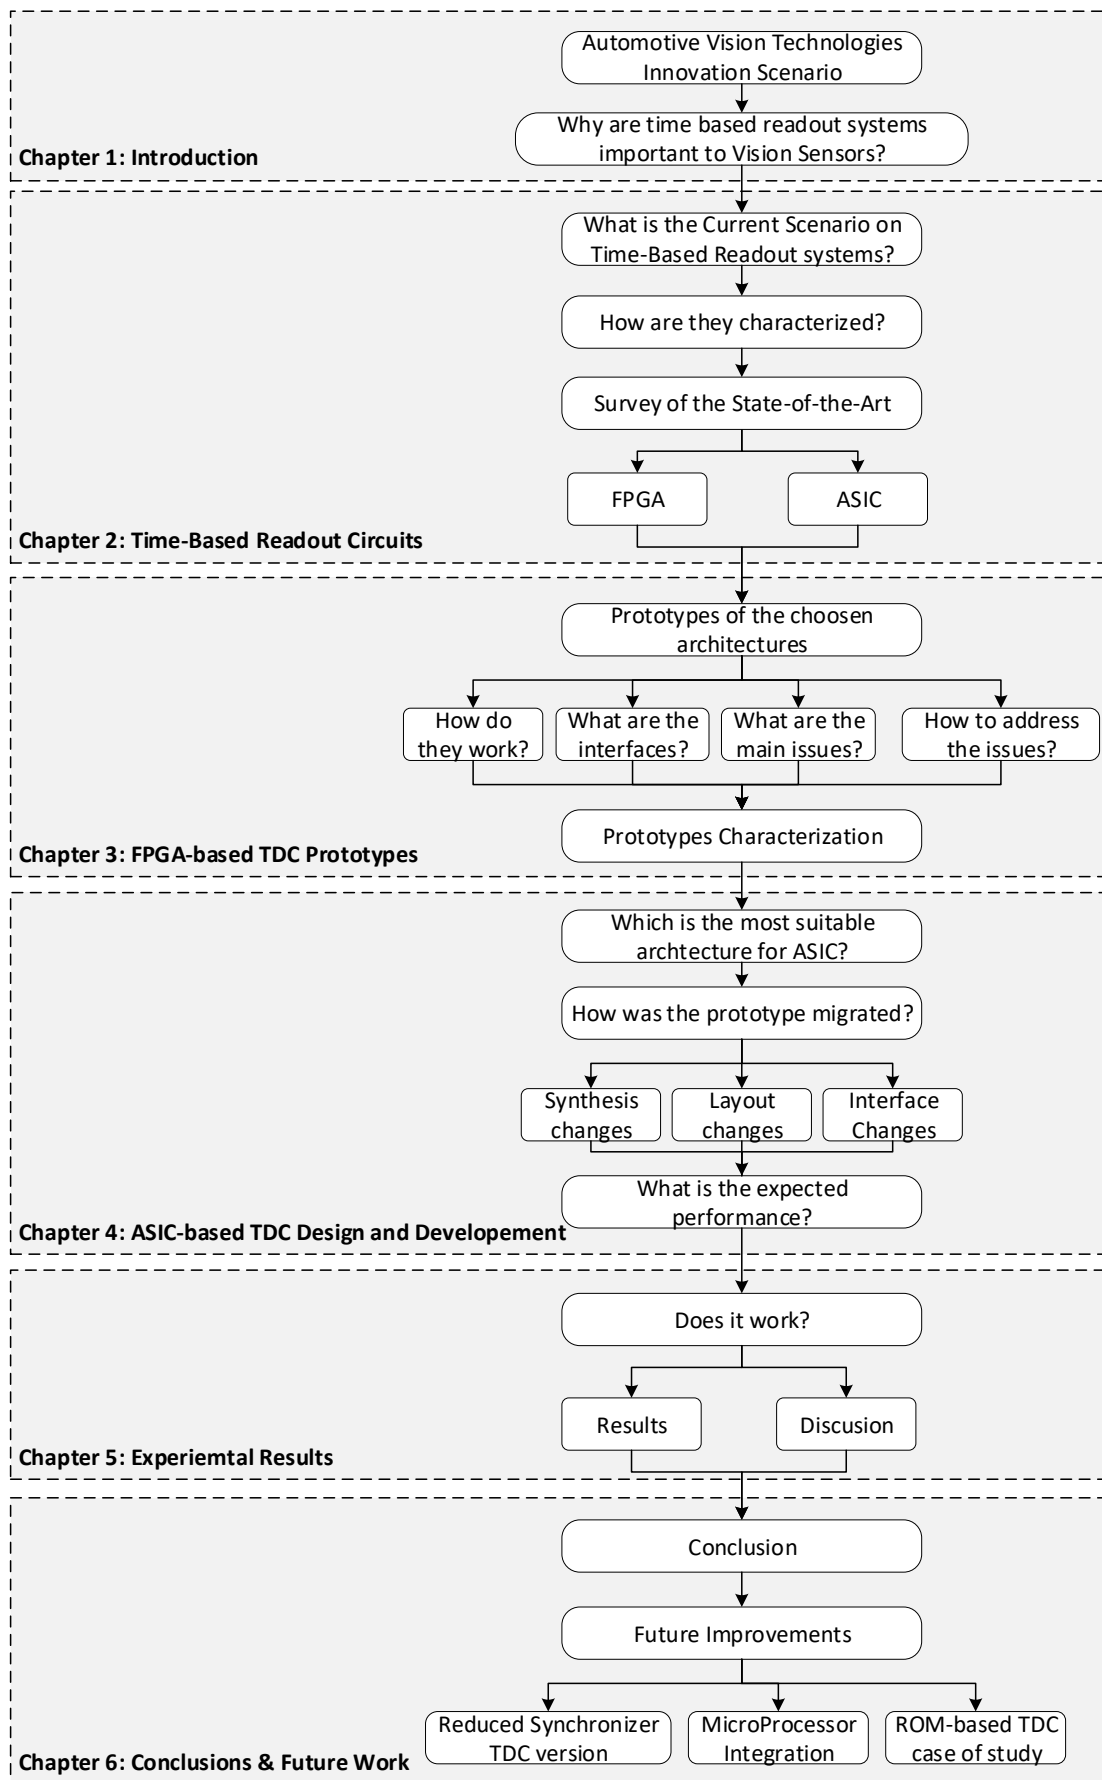 Automotive Vision Technologies
Innovation Scenario
Why are time based readout systems
important to Vision Sensors?
Chapter 1: Introduction
What is the Current Scenario on
Time-Based Readout systems?
How are they characterized?
Survey of the State-of-the-Art
FPGA
ASIC
Chapter 2: Time-Based Readout Circuits
Prototypes of the choosen
architectures
How do
they work?
What are the
interfaces?
What are the
main issues?
How to address
the issues?
Prototypes Characterization
Chapter 3: FPGA-based TDC Prototypes
Which is the most suitable
archtecture for ASIC?
How was the prototype migrated?
Synthesis
changes
Layout
changes
Interface
Changes
What is the expected
performance?
Chapter 4: ASIC-based TDC Design and Developement
Does it work?
Results
Discusion
Chapter 5: Experiemtal Results
Conclusion
Future Improvements
Reduced Synchronizer
TDC version
MicroProcessor
Integration
ROM-based TDC
case of study
Chapter 6: Conclusions & Future Work